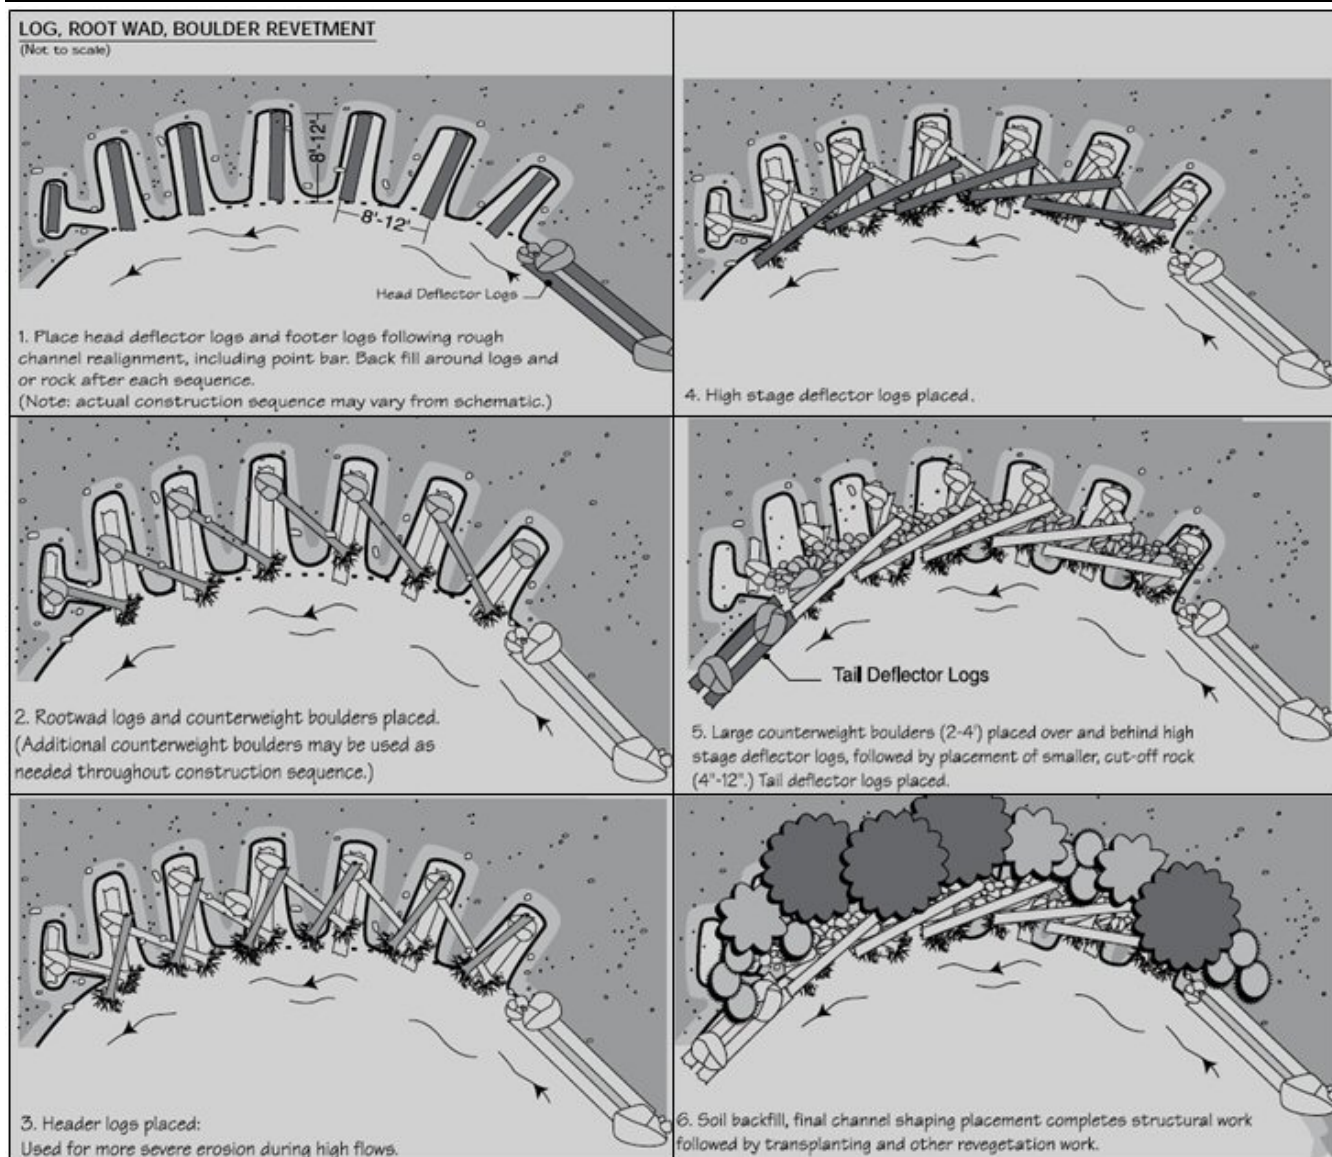 LOG, ROOT WAD, BOULDER REVETMENT
(Not to scale)
8'-12'
8'-12'
Head Deflector Logs
1. Place head deflector logs and footer logs following rough
channel realignment, including point bar. Back fill around logs and
or rock after each sequence.
(Note: actual construction sequence may vary from schematic.)
2. Rootwad logs and counterweight boulders placed.
(Additional counterweight boulders may be used as
needed throughout construction sequence.)
3. Header logs placed:
Used for more severe erosion during high flows.
4. High stage deflector logs placed.
Tail Deflector Logs
5. Large counterweight boulders (2-4') placed over and behind high
stage deflector logs, followed by placement of smaller, cut-off rock
(4"-12".) Tail deflector logs placed.
6. Soil backfill, final channel shaping placement completes structural work
followed by transplanting and other revegetation work.